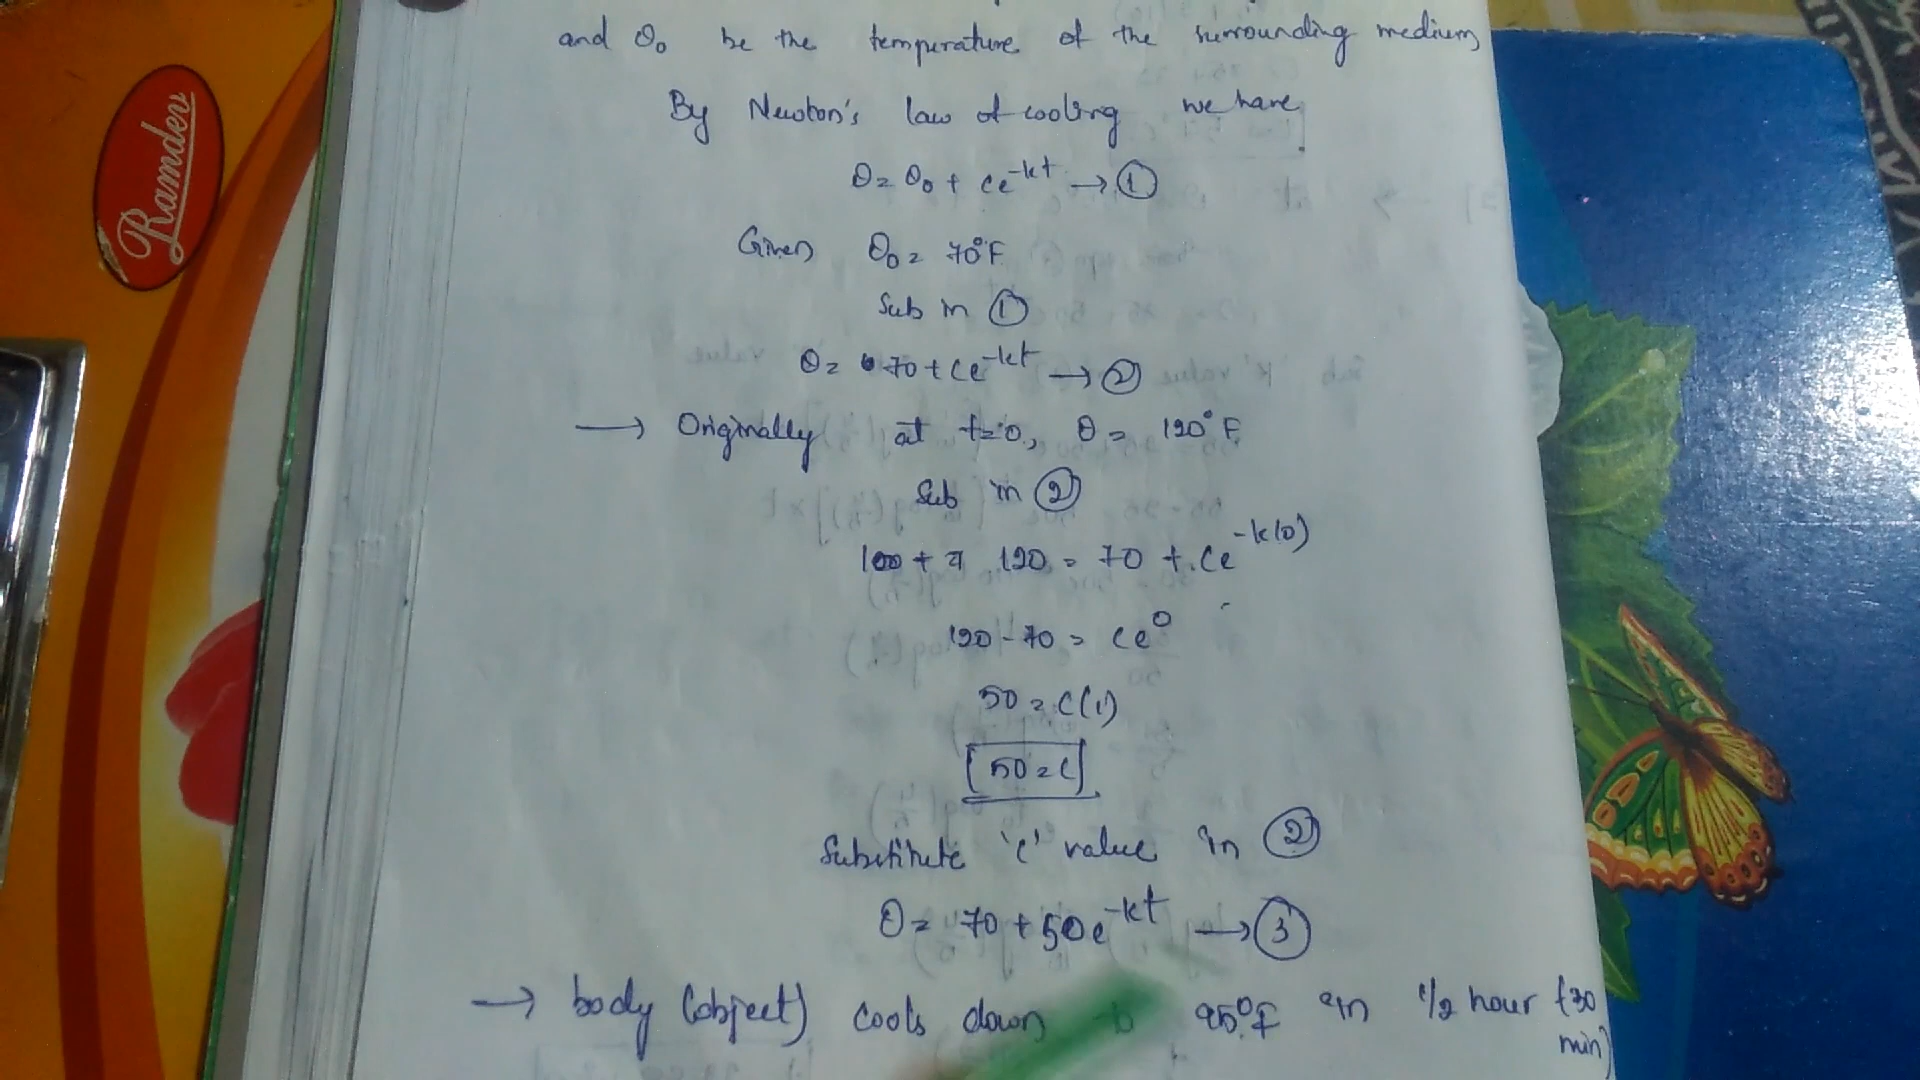 and θ₀ be the temperature of the surrounding medium
By Newton's law of cooling we have
θ = θ₀ + ce^-kt → ①
Given θ₀ = 70°F
Sub in ①
θ = 70 + ce^-kt → ②
→ Originally at t=0, θ = 120°F
Sub in ②
120 = 70 + ce^-k(0)
120 - 70 = ce^0
50 = c(1)
50 = c
Substitute 'c' value in ②
θ = 70 + 50e^-kt → ③
→ body (object) cools down to 95°F in 1/2 hour (30
min)
Ramdev